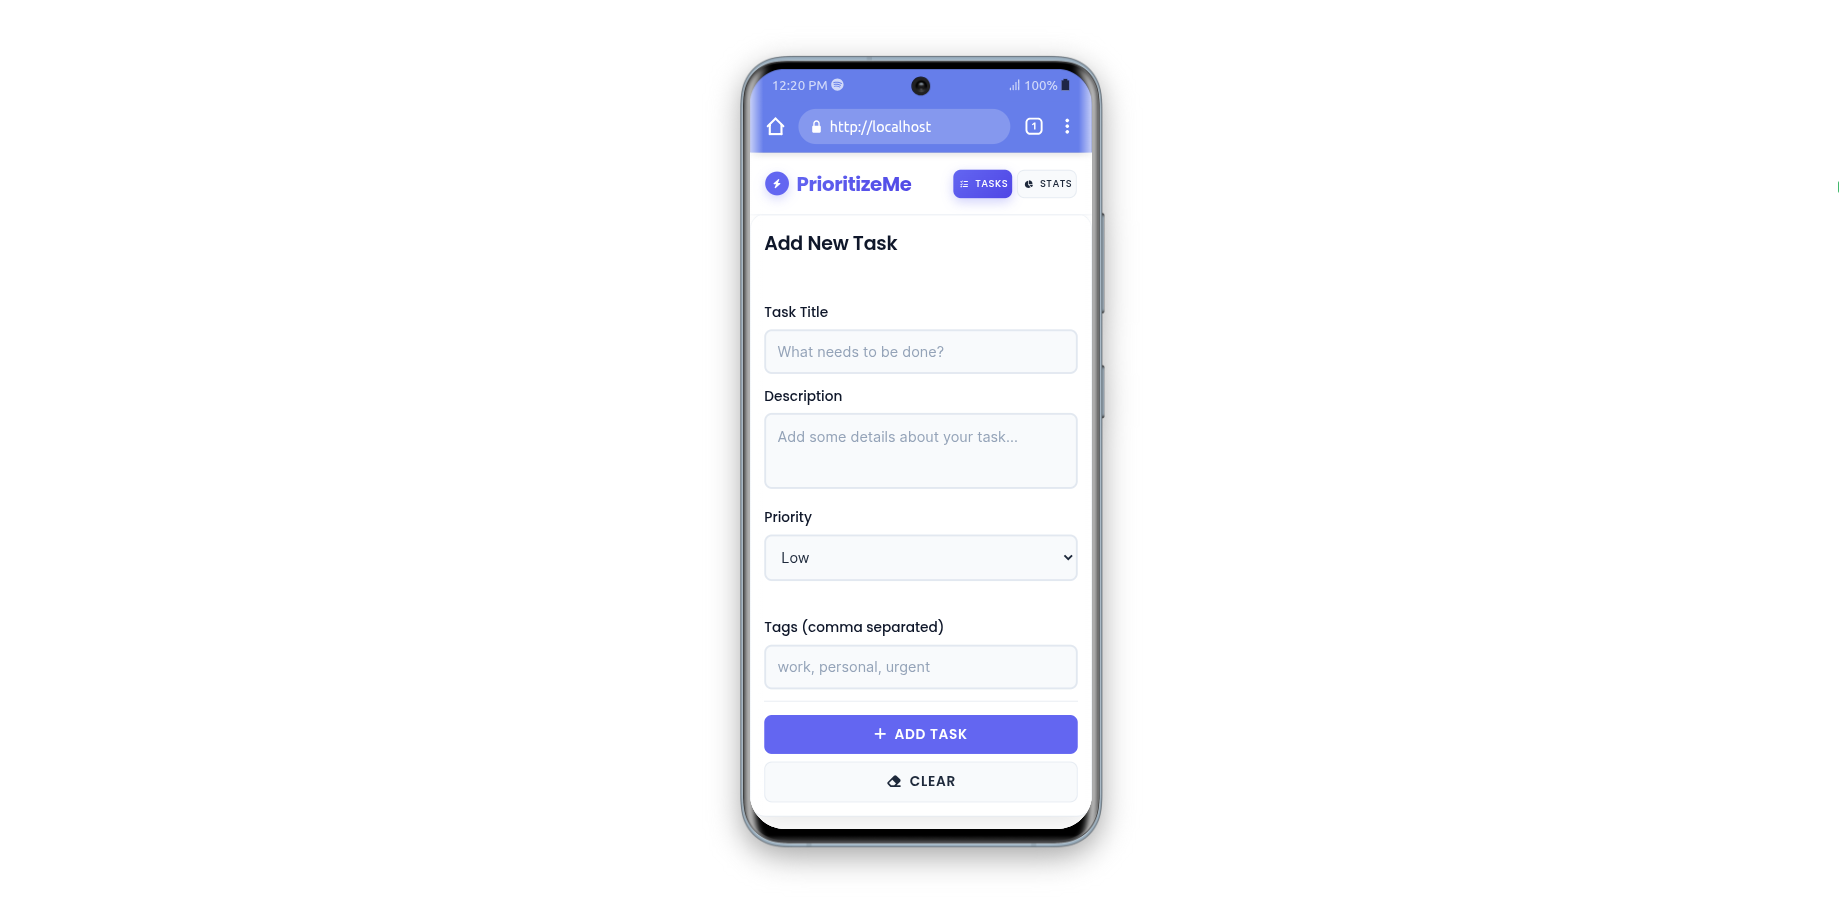 12:20 PM 100%
http://localhost 1
PrioritizeMe TASKS STATS
Add New Task
Task Title
What needs to be done?
Description
Add some details about your task...
Priority
Low
Tags (comma separated)
work, personal, urgent
+ ADD TASK
CLEAR